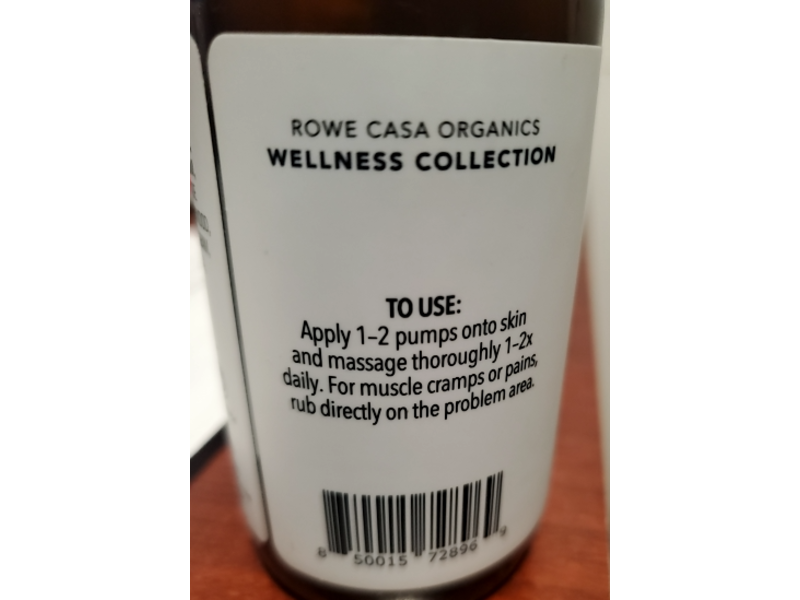 ROWE CASA ORGANICS
WELLNESS COLLECTION
TO USE:
Apply 1–2 pumps onto skin
and massage thoroughly 1–2x
daily. For muscle cramps or pains,
rub directly on the problem area.
8 50015 72896 9